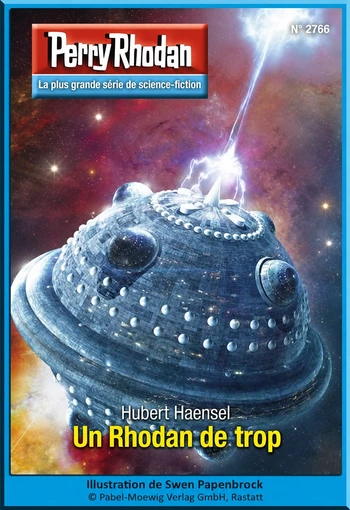 N° 2766
Perry Rhodan
La plus grande série de science-fiction
Hubert Haensel
Un Rhodan de trop
Illustration de Swen Papenbrock
© Pabel-Moewig Verlag GmbH, Rastatt